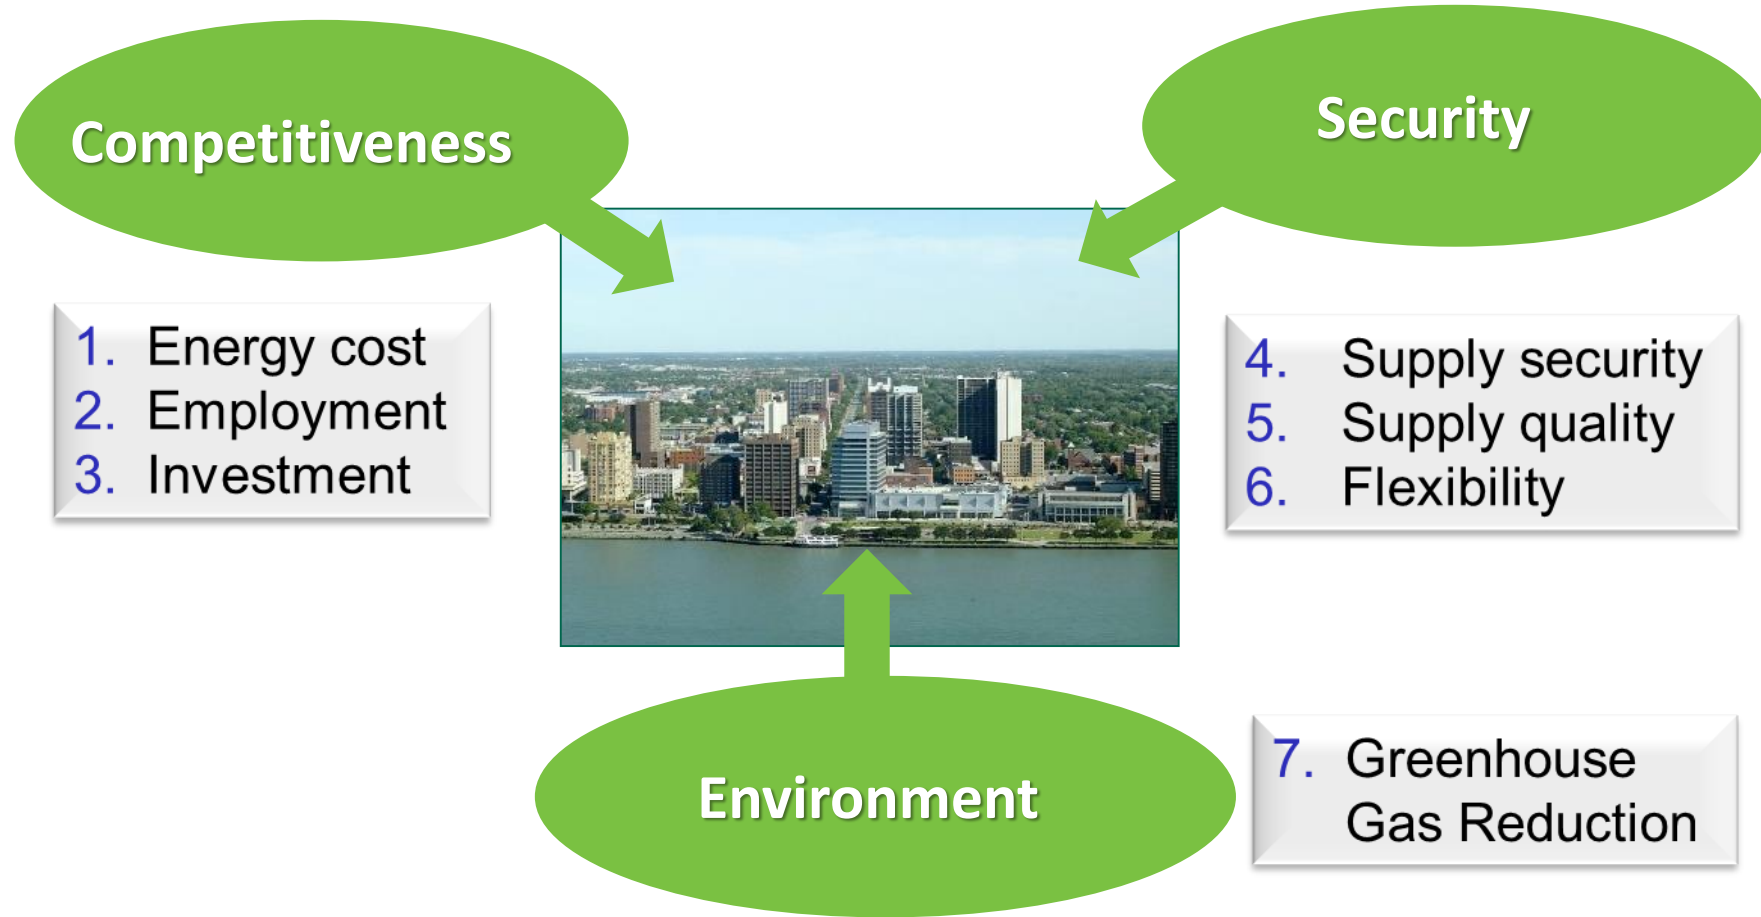 Competitiveness
Security
1. Energy cost
2. Employment
3. Investment
4. Supply security
5. Supply quality
6. Flexibility
Environment
7. Greenhouse
Gas Reduction